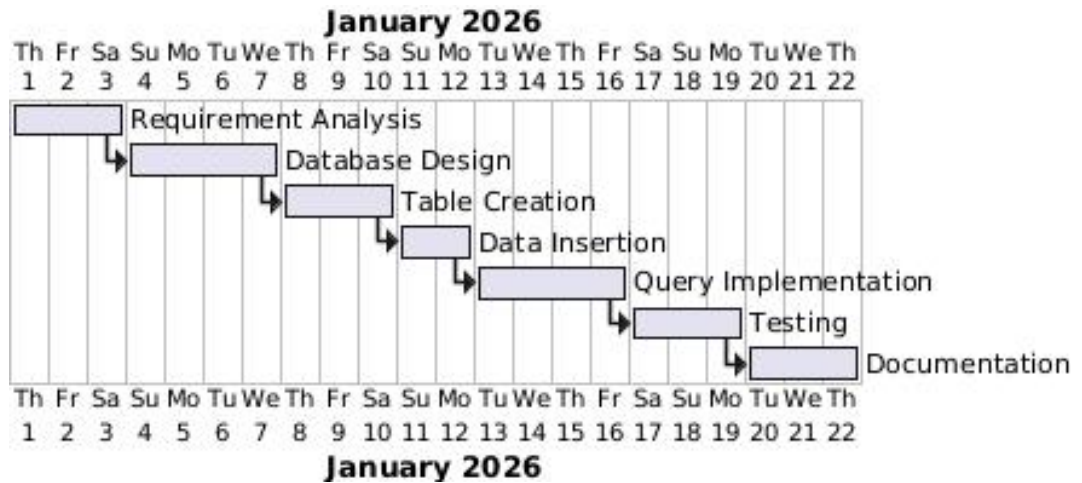 January 2026
Th Fr Sa Su Mo Tu We Th Fr Sa Su Mo Tu We Th Fr Sa Su Mo Tu We Th
1 2 3 4 5 6 7 8 9 10 11 12 13 14 15 16 17 18 19 20 21 22
Requirement Analysis
Database Design
Table Creation
Data Insertion
Query Implementation
Testing
Documentation
Th Fr Sa Su Mo Tu We Th Fr Sa Su Mo Tu We Th Fr Sa Su Mo Tu We Th
1 2 3 4 5 6 7 8 9 10 11 12 13 14 15 16 17 18 19 20 21 22
January 2026